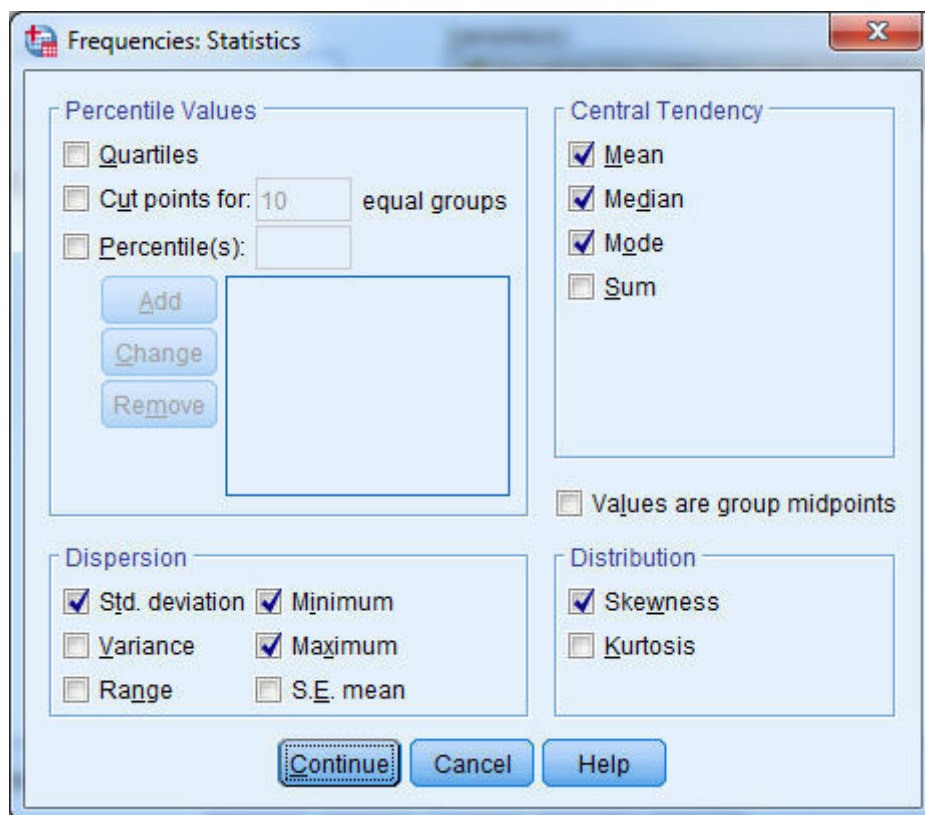 Frequencies: Statistics
Percentile Values
Quartiles
Cut points for: 10 equal groups
Percentile(s):
Add
Change
Remove
Central Tendency
Mean
Median
Mode
Sum
Values are group midpoints
Dispersion
Std. deviation Minimum
Variance Maximum
Range S.E. mean
Distribution
Skewness
Kurtosis
Continue Cancel Help